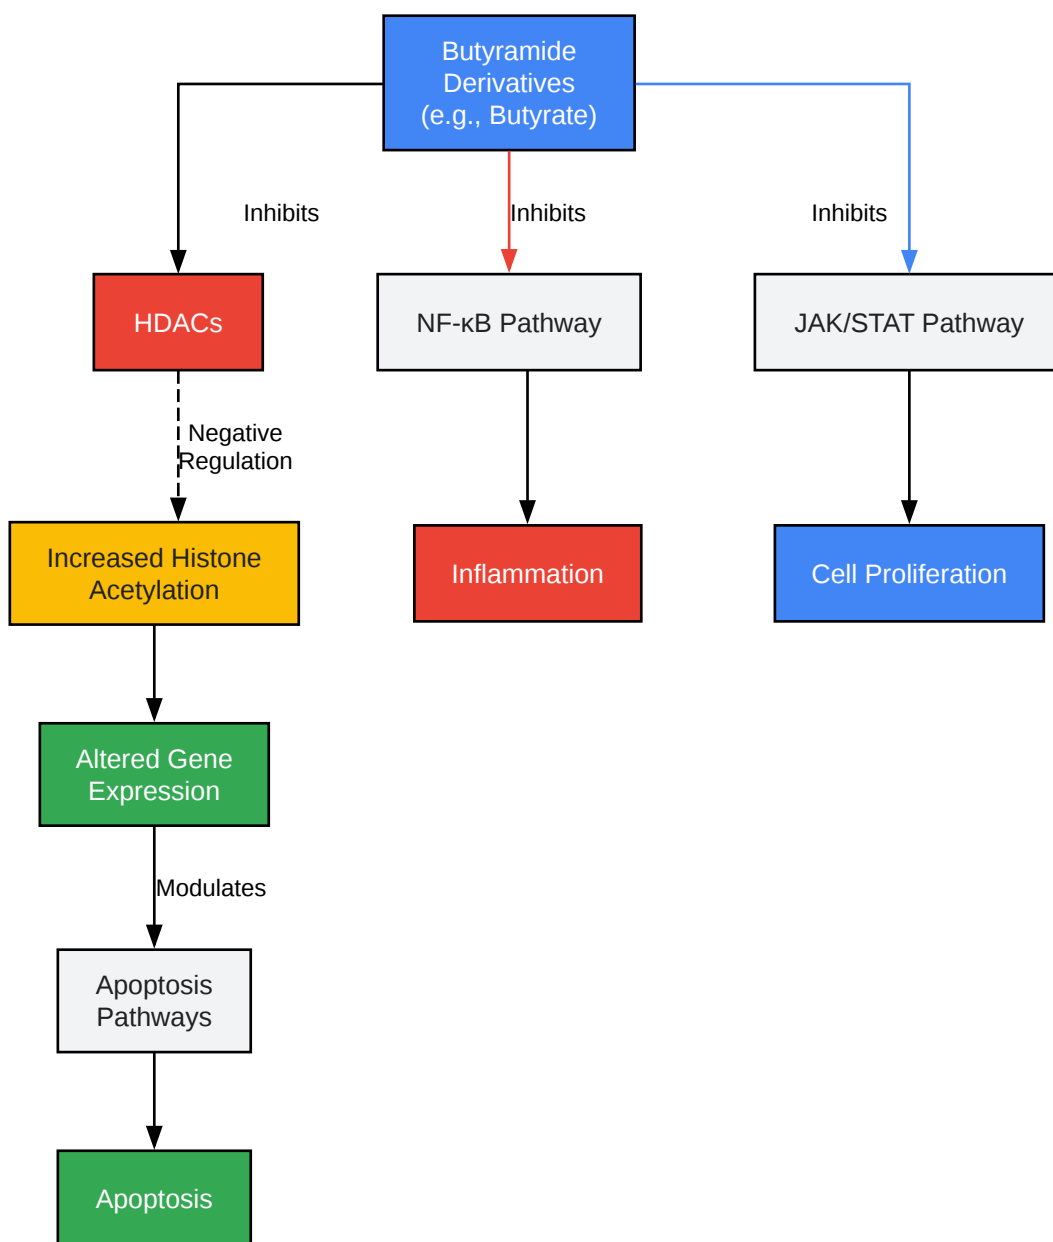 Butyramide
Derivatives
(e.g., Butyrate)
Inhibits
Inhibits
Inhibits
HDACs
NF-κB Pathway
JAK/STAT Pathway
Negative
Regulation
Increased Histone
Acetylation
Inflammation
Cell Proliferation
Altered Gene
Expression
Modulates
Apoptosis
Pathways
Apoptosis